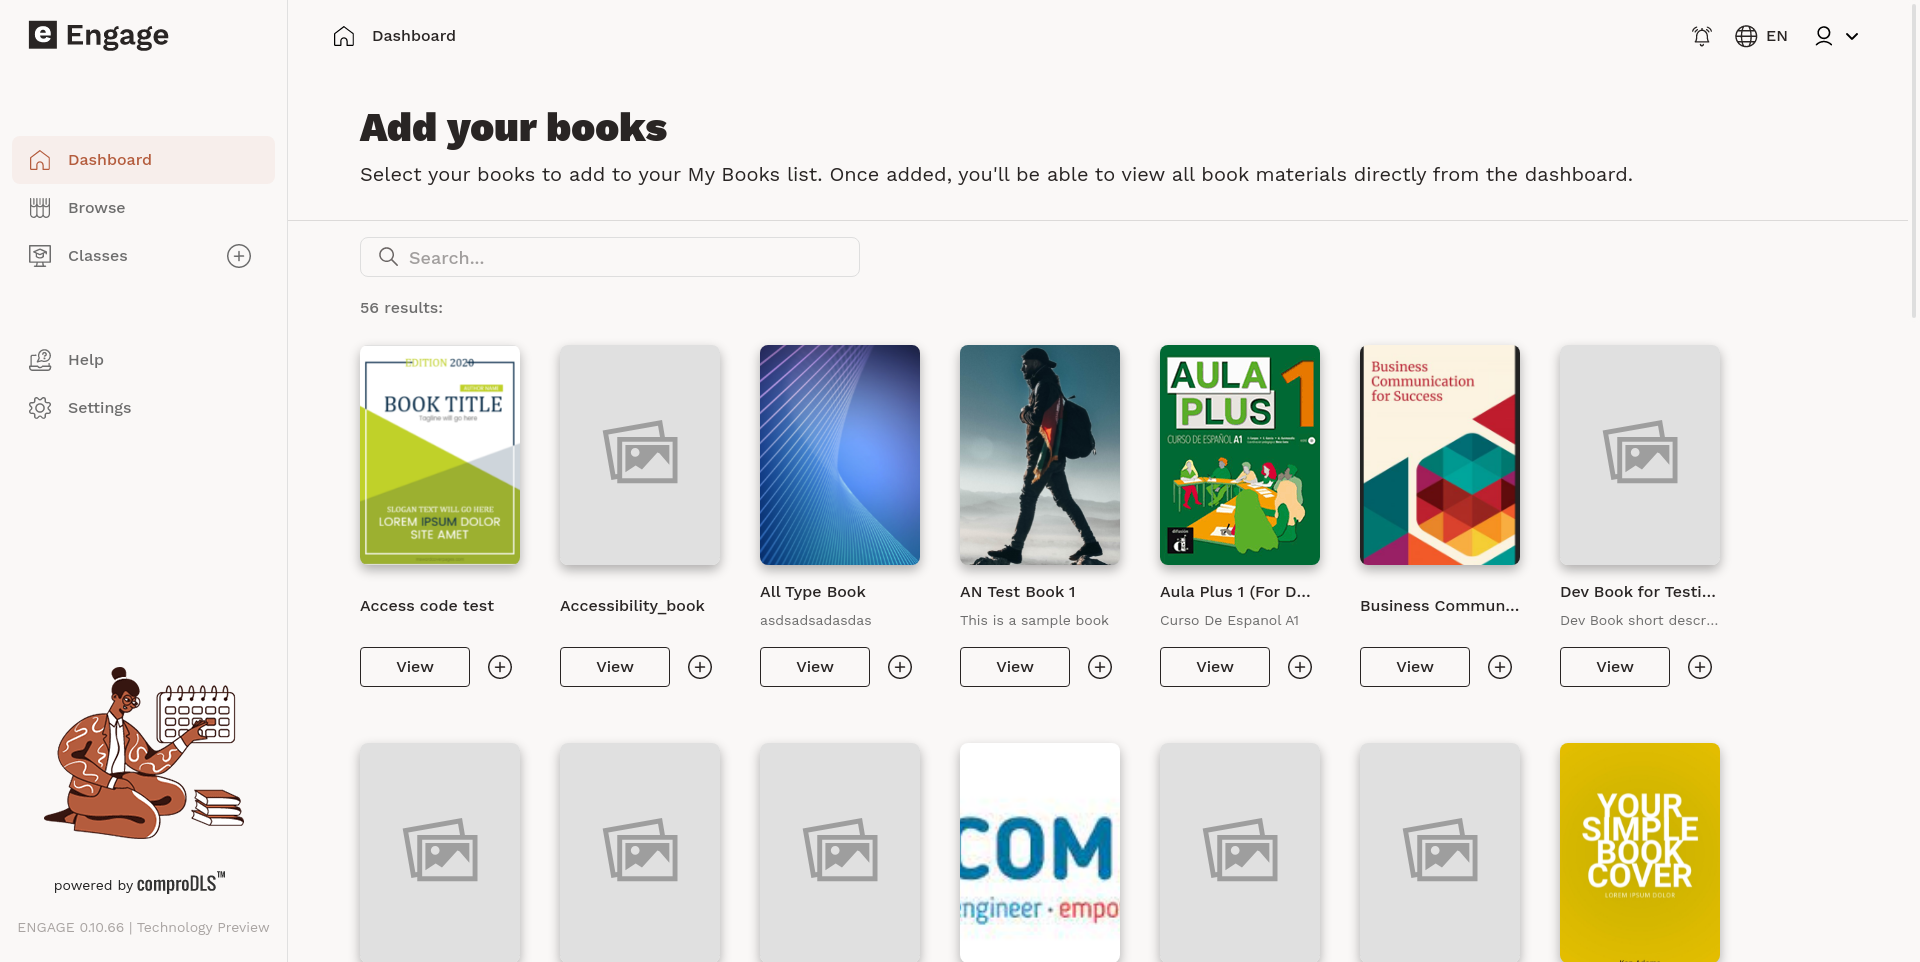 e Engage
Dashboard
EN
Dashboard
Browse
Classes
Help
Settings
powered by comproDLS™
ENGAGE 0.10.66 | Technology Preview
Add your books
Select your books to add to your My Books list. Once added, you'll be able to view all book materials directly from the dashboard.
Search...
56 results:
EDITION 2020
AUTHOR NAME
BOOK TITLE
Tagline will go here
SLOGAN TEXT WILL GO HERE
LOREM IPSUM DOLOR
SITE AMET
AULA
PLUS 1
CURSO DE ESPAÑOL A1
Business
Communication
for Success
Access code test
Accessibility_book
All Type Book
asdsadsadasdas
AN Test Book 1
This is a sample book
Aula Plus 1 (For D...
Curso De Espanol A1
Business Commun...
Dev Book for Testi...
Dev Book short descr...
View
View
View
View
View
View
View
COM
ngineer · empo
YOUR
SIMPLE
BOOK
COVER
LOREM IPSUM DOLOR